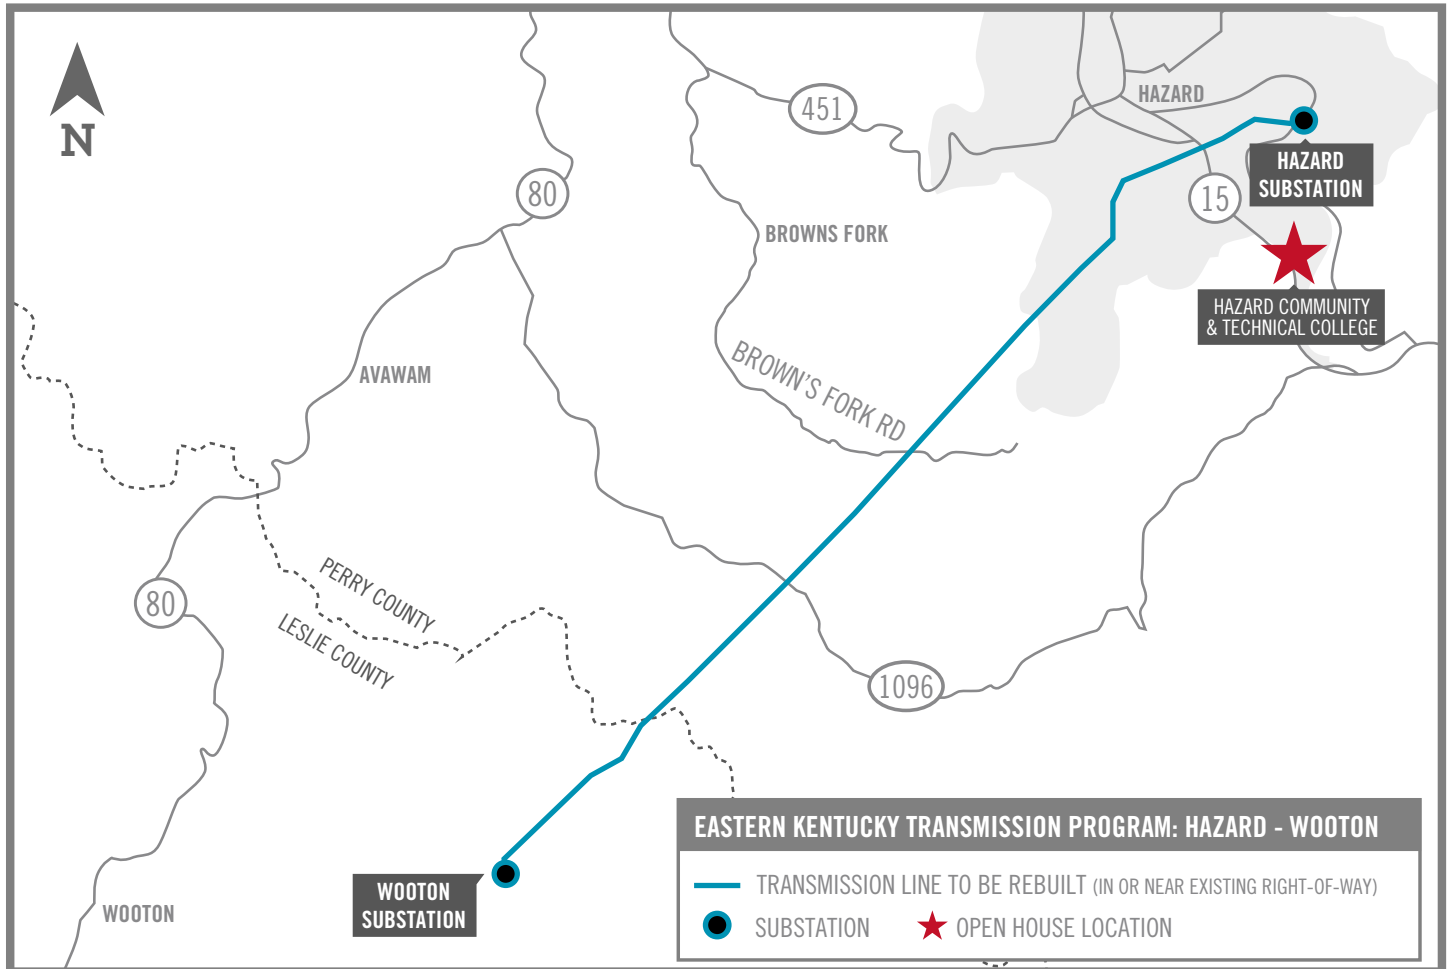 N
451
HAZARD
80
HAZARD
SUBSTATION
15
BROWNS FORK
HAZARD COMMUNITY
& TECHNICAL COLLEGE
BROWN'S FORK RD
AVAWAM
PERRY COUNTY
LESLIE COUNTY
80
1096
WOOTON
SUBSTATION
WOOTON
EASTERN KENTUCKY TRANSMISSION PROGRAM: HAZARD - WOOTON
TRANSMISSION LINE TO BE REBUILT (IN OR NEAR EXISTING RIGHT-OF-WAY)
SUBSTATION
OPEN HOUSE LOCATION